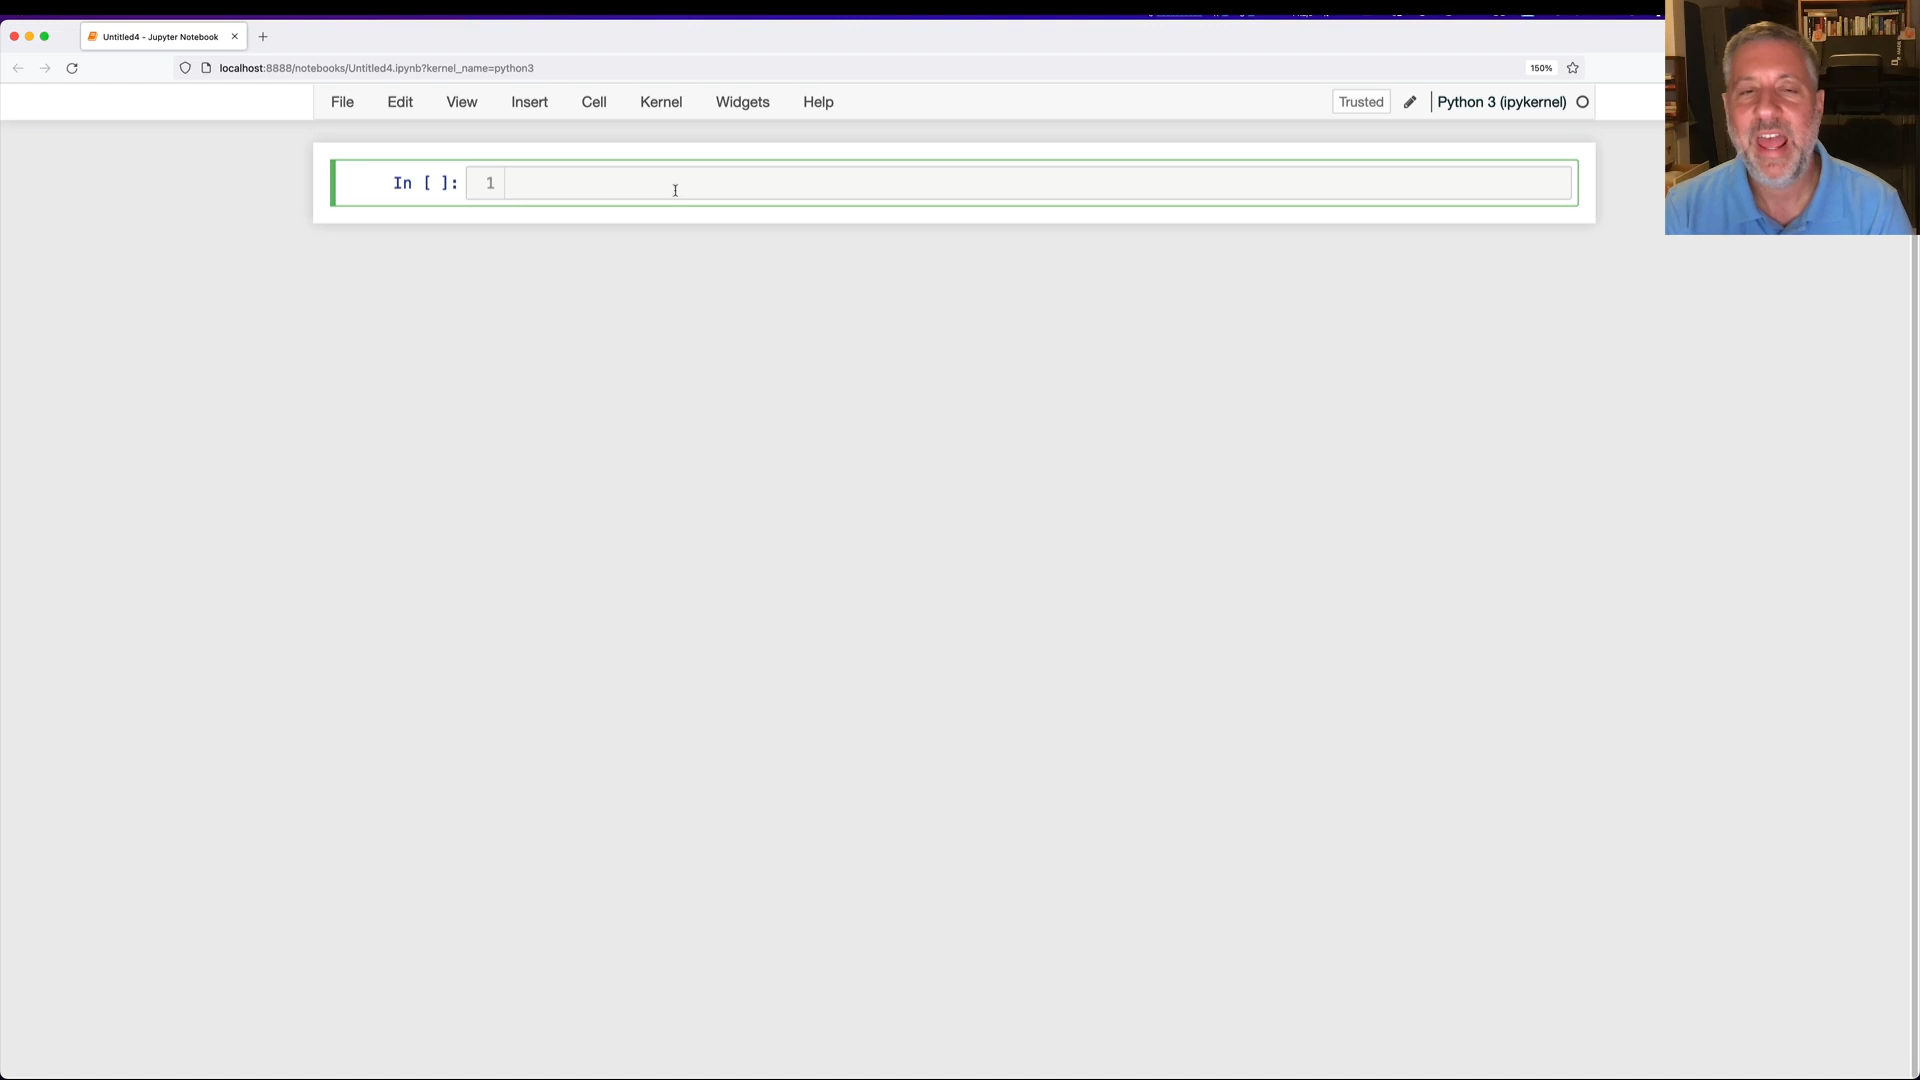 Untitled4 - Jupyter Notebook
localhost:8888/notebooks/Untitled4.ipynb?kernel_name=python3
150%
File Edit View Insert Cell Kernel Widgets Help
Trusted
Python 3 (ipykernel)
In [ ]:
1